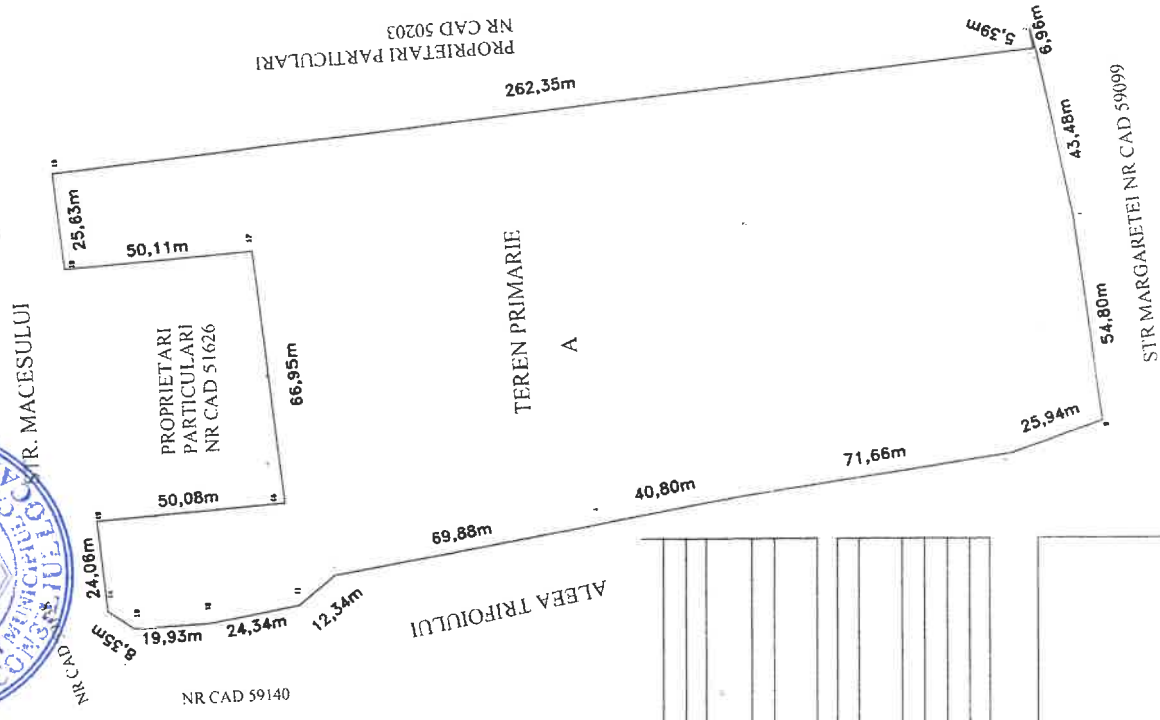 PROPRIETARI PARTICULARI
NR CAD 50203
262,35m
5,39m
6,96m
43,48m
STR MARGARETEI NR CAD 59099
54,80m
25,94m
71,66m
40,80m
69,88m
12,34m
24,34m
19,93m
8,35m
24,06m
50,08m
66,95m
50,11m
25,63m
STR. MACESULUI
PROPRIETARI
PARTICULARI
NR CAD 51626
TEREN PRIMARIE
A
ALEEA TRIFOIULUI
NR CAD 59140
NR CAD